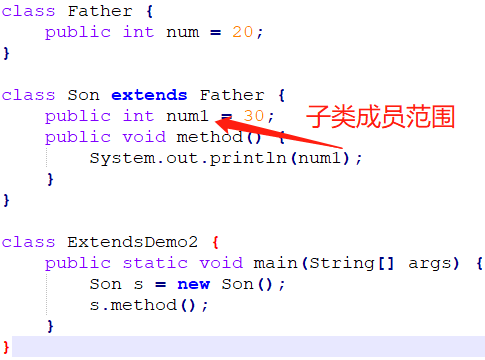 class Father {
    public int num = 20;
}
class Son extends Father {
    public int num1 = 30;
子类成员范围
    public void method() {
        System.out.println(num1);
    }
}
class ExtendsDemo2 {
    public static void main(String[] args) {
        Son s = new Son();
        s.method();
    }
}